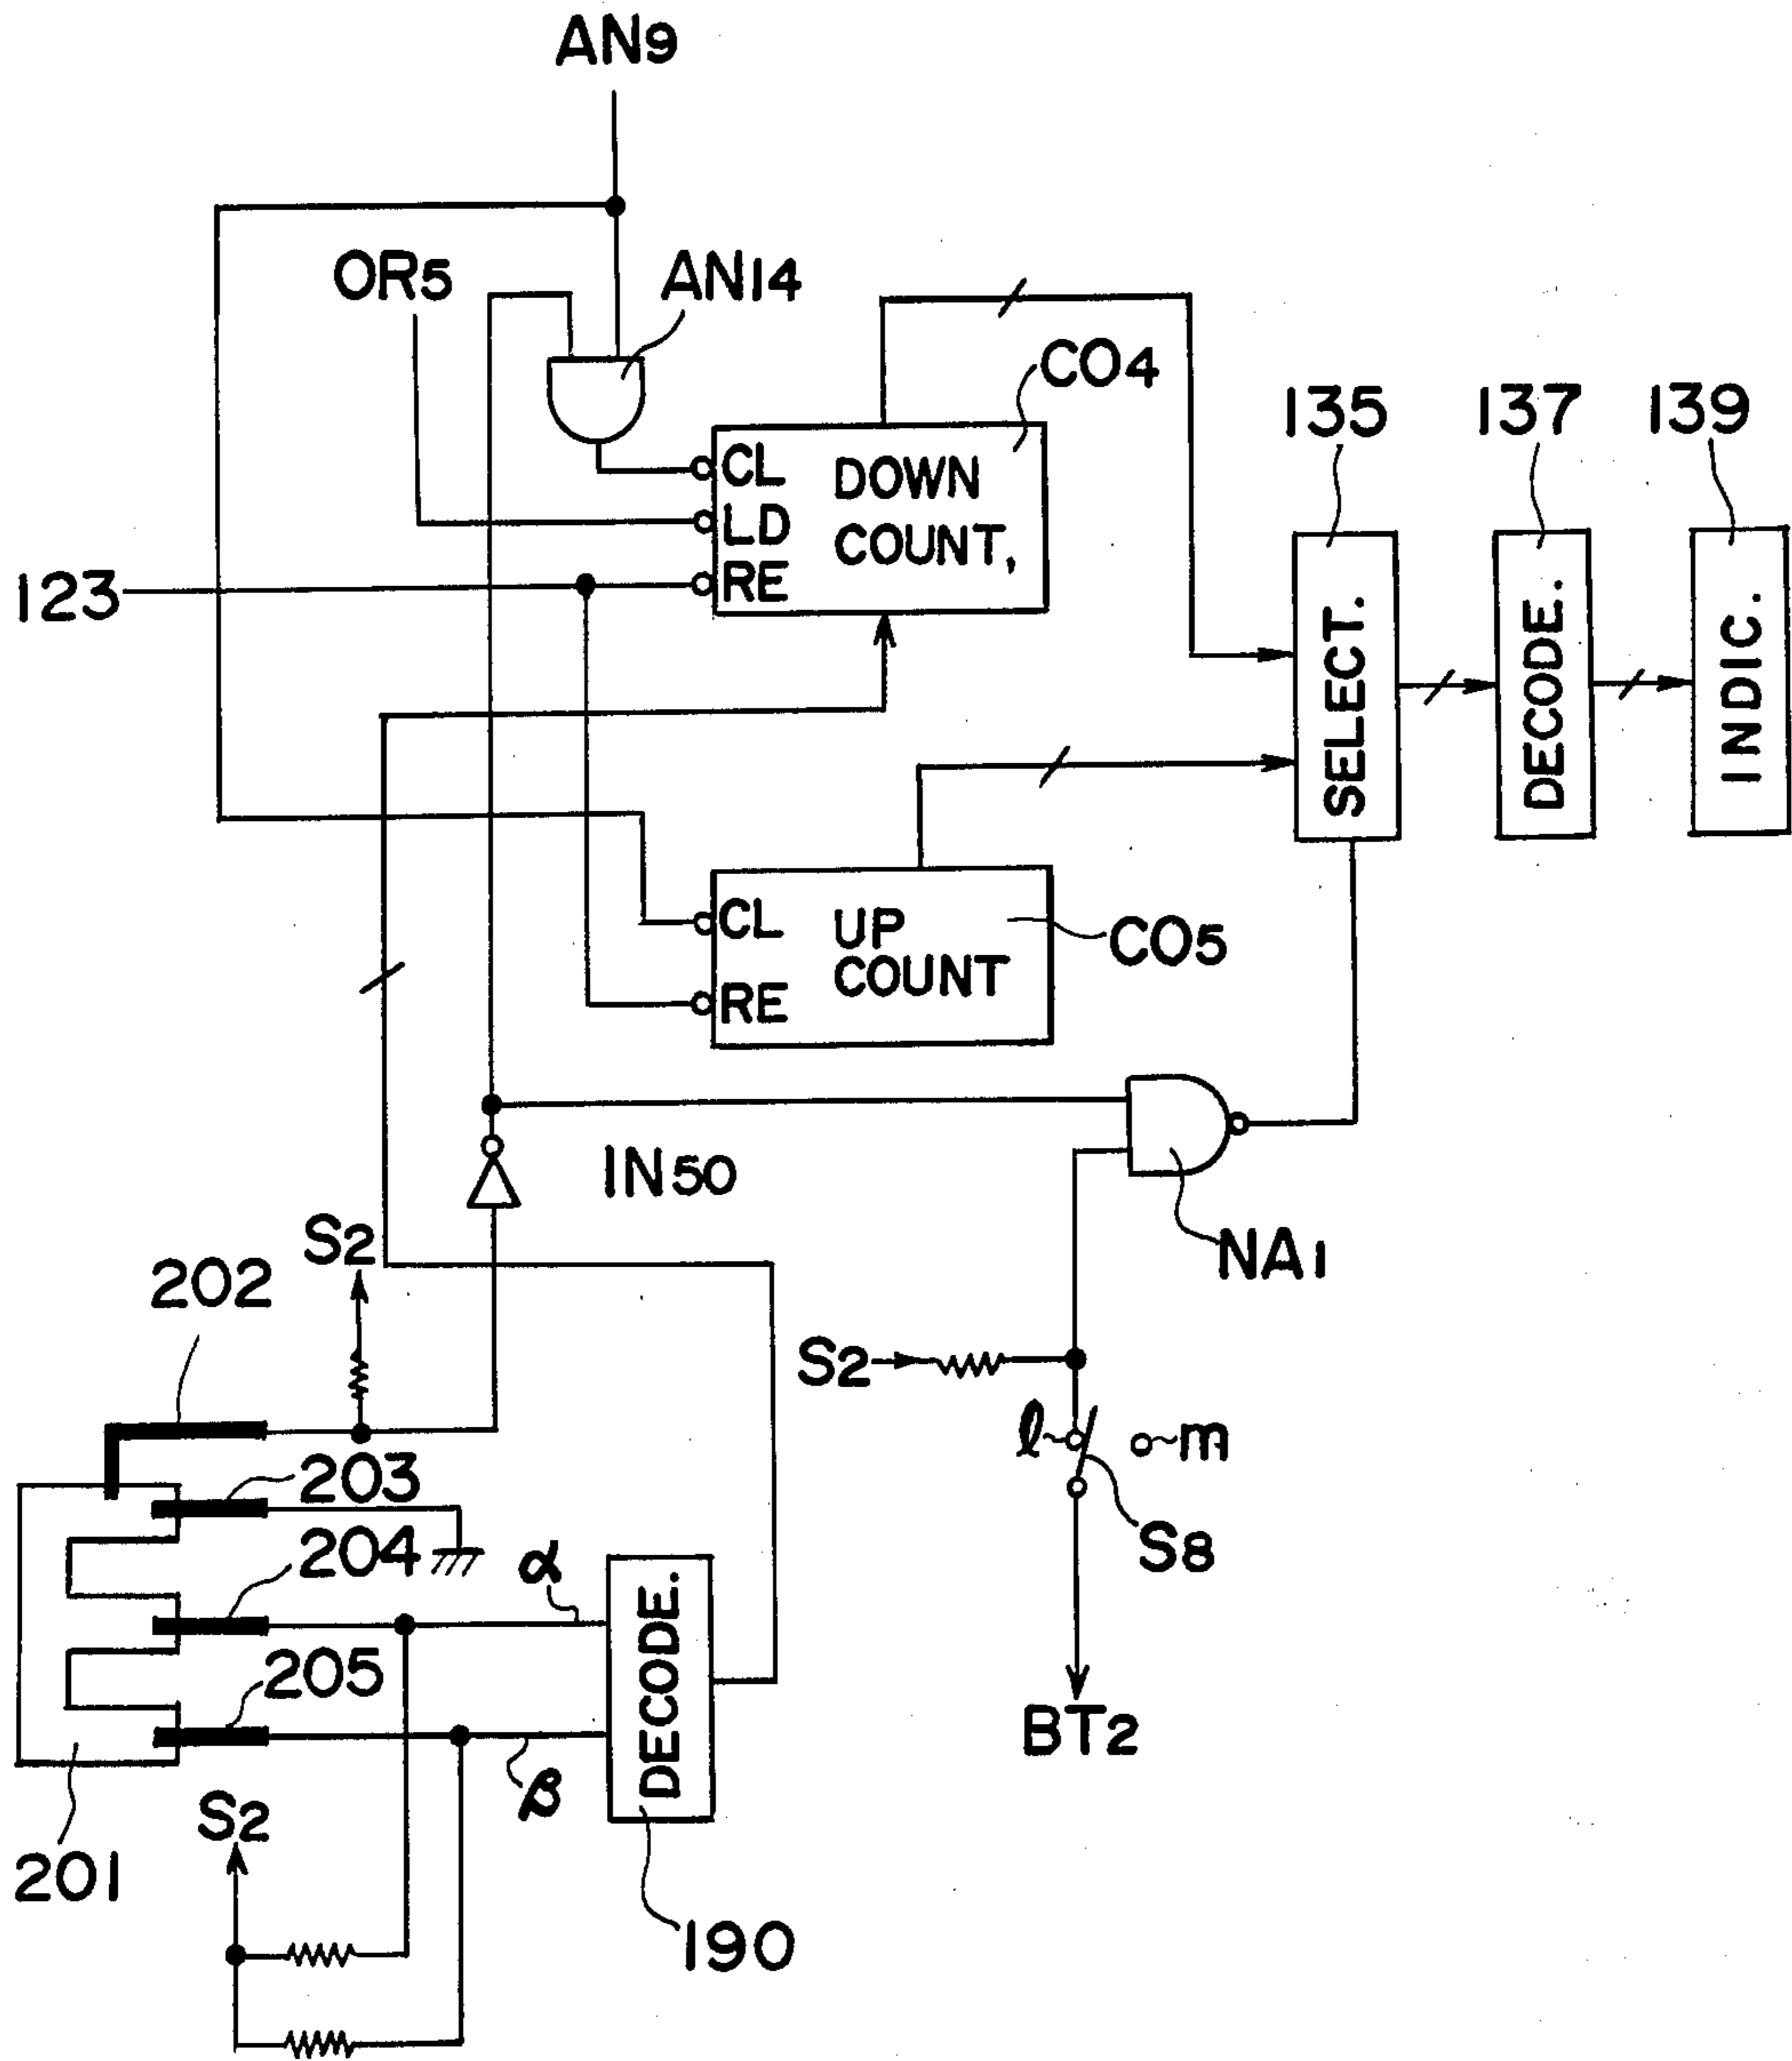 AN9
OR5
AN14
CO4
135
137
139
CL
DOWN
LD
COUNT,
RE
123
SELECT.
DECODE.
INDIC.
CL
UP
COUNT
CO5
RE
IN50
NA1
S2
202
S2
l
m
203
S8
204
α
205
DECODE.
BT2
β
S2
201
190